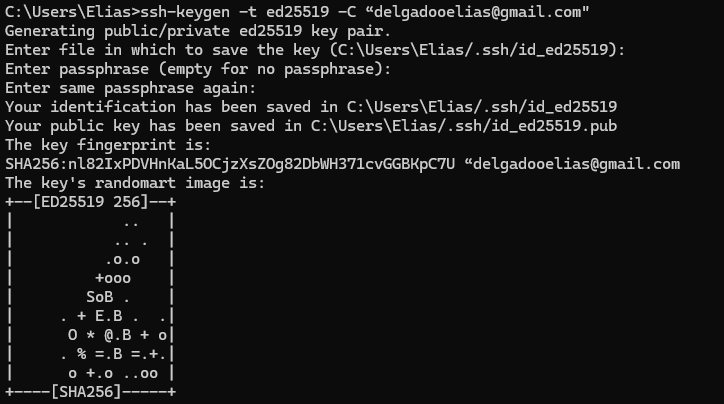 C:\Users\Elias>ssh-keygen -t ed25519 -C “delgadooelias@gmail.com"
Generating public/private ed25519 key pair.
Enter file in which to save the key (C:\Users\Elias/.ssh/id_ed25519):
Enter passphrase (empty for no passphrase):
Enter same passphrase again:
Your identification has been saved in C:\Users\Elias/.ssh/id_ed25519
Your public key has been saved in C:\Users\Elias/.ssh/id_ed25519.pub
The key fingerprint is:
SHA256:nl82IxPDVHnKaL5OCjzXsZOg82DbWH371cvGGBKpC7U “delgadooelias@gmail.com
The key's randomart image is:
+--[ED25519 256]--+
|            ..   |
|           .. .  |
|          .o.o   |
|         +ooo    |
|        SoB .    |
|     . + E.B .  .|
|      O * @.B + o|
|     . % =.B =.+.|
|      o +.o ..oo |
+----[SHA256]-----+